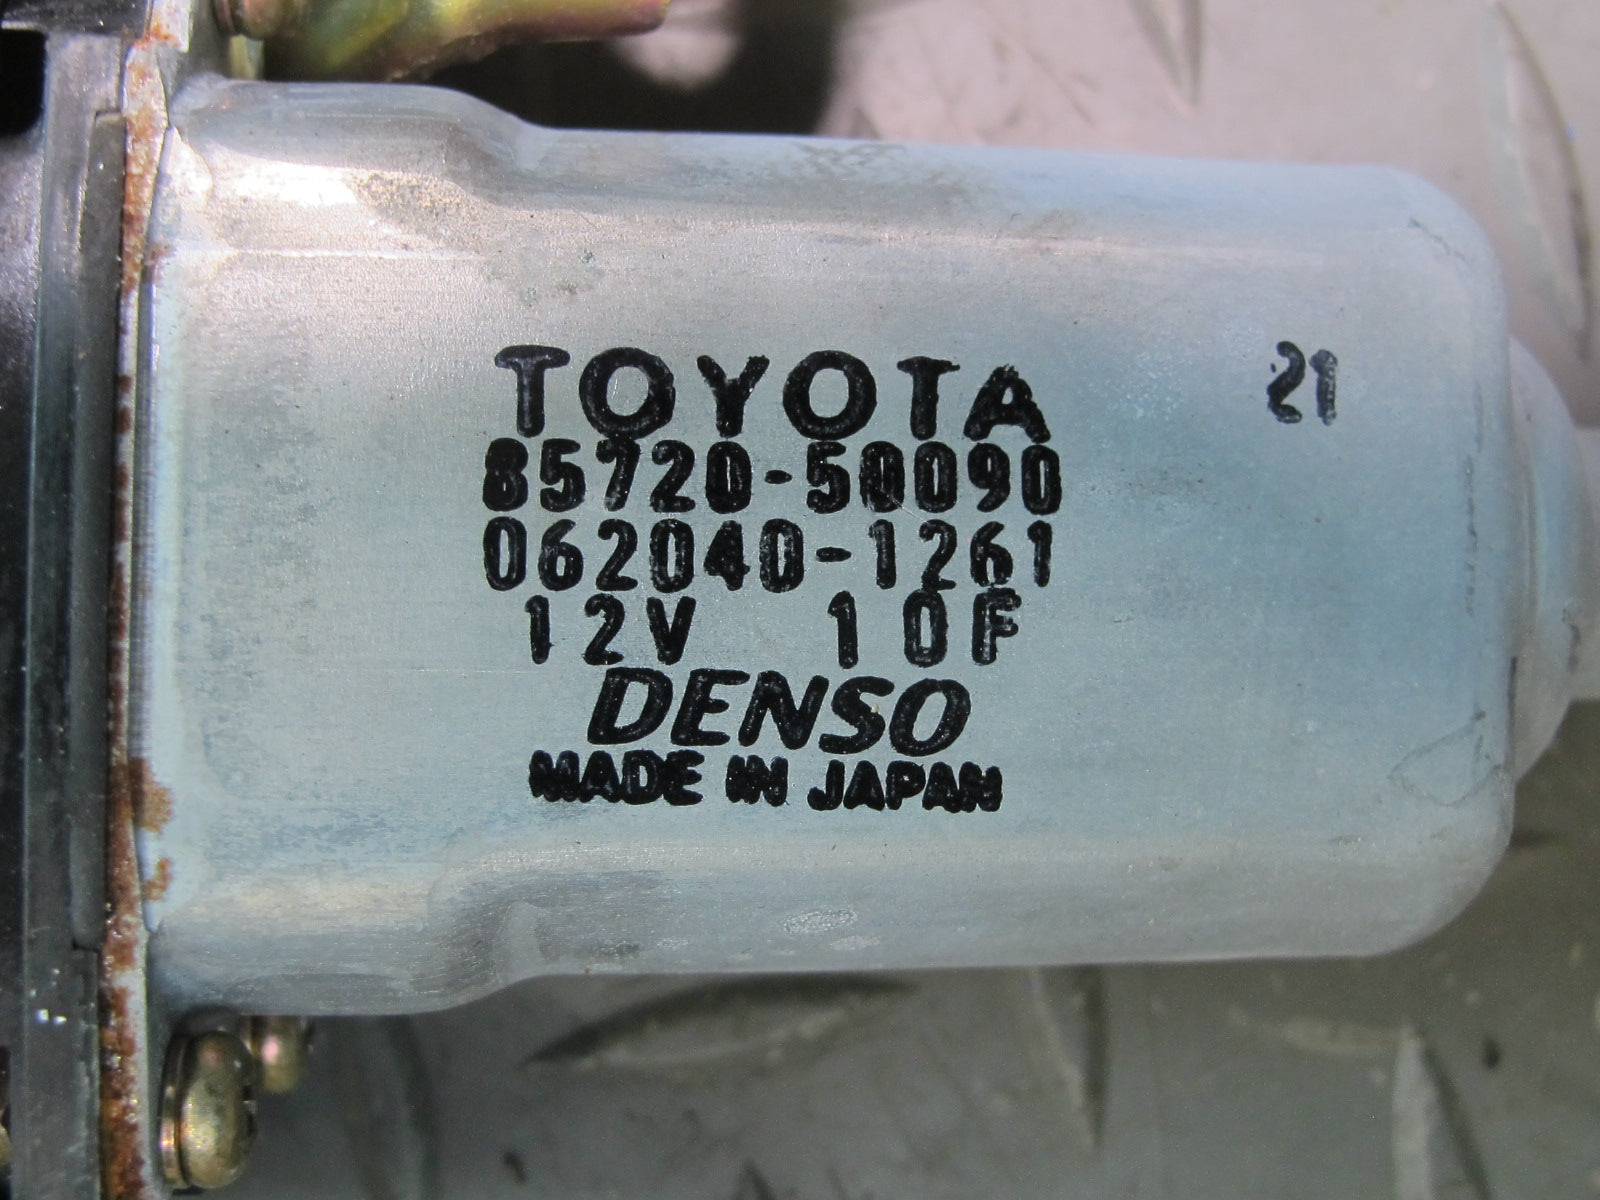 TOYOTA
21
85720-50090
062040-1261
12V 10F
DENSO
MADE IN JAPAN